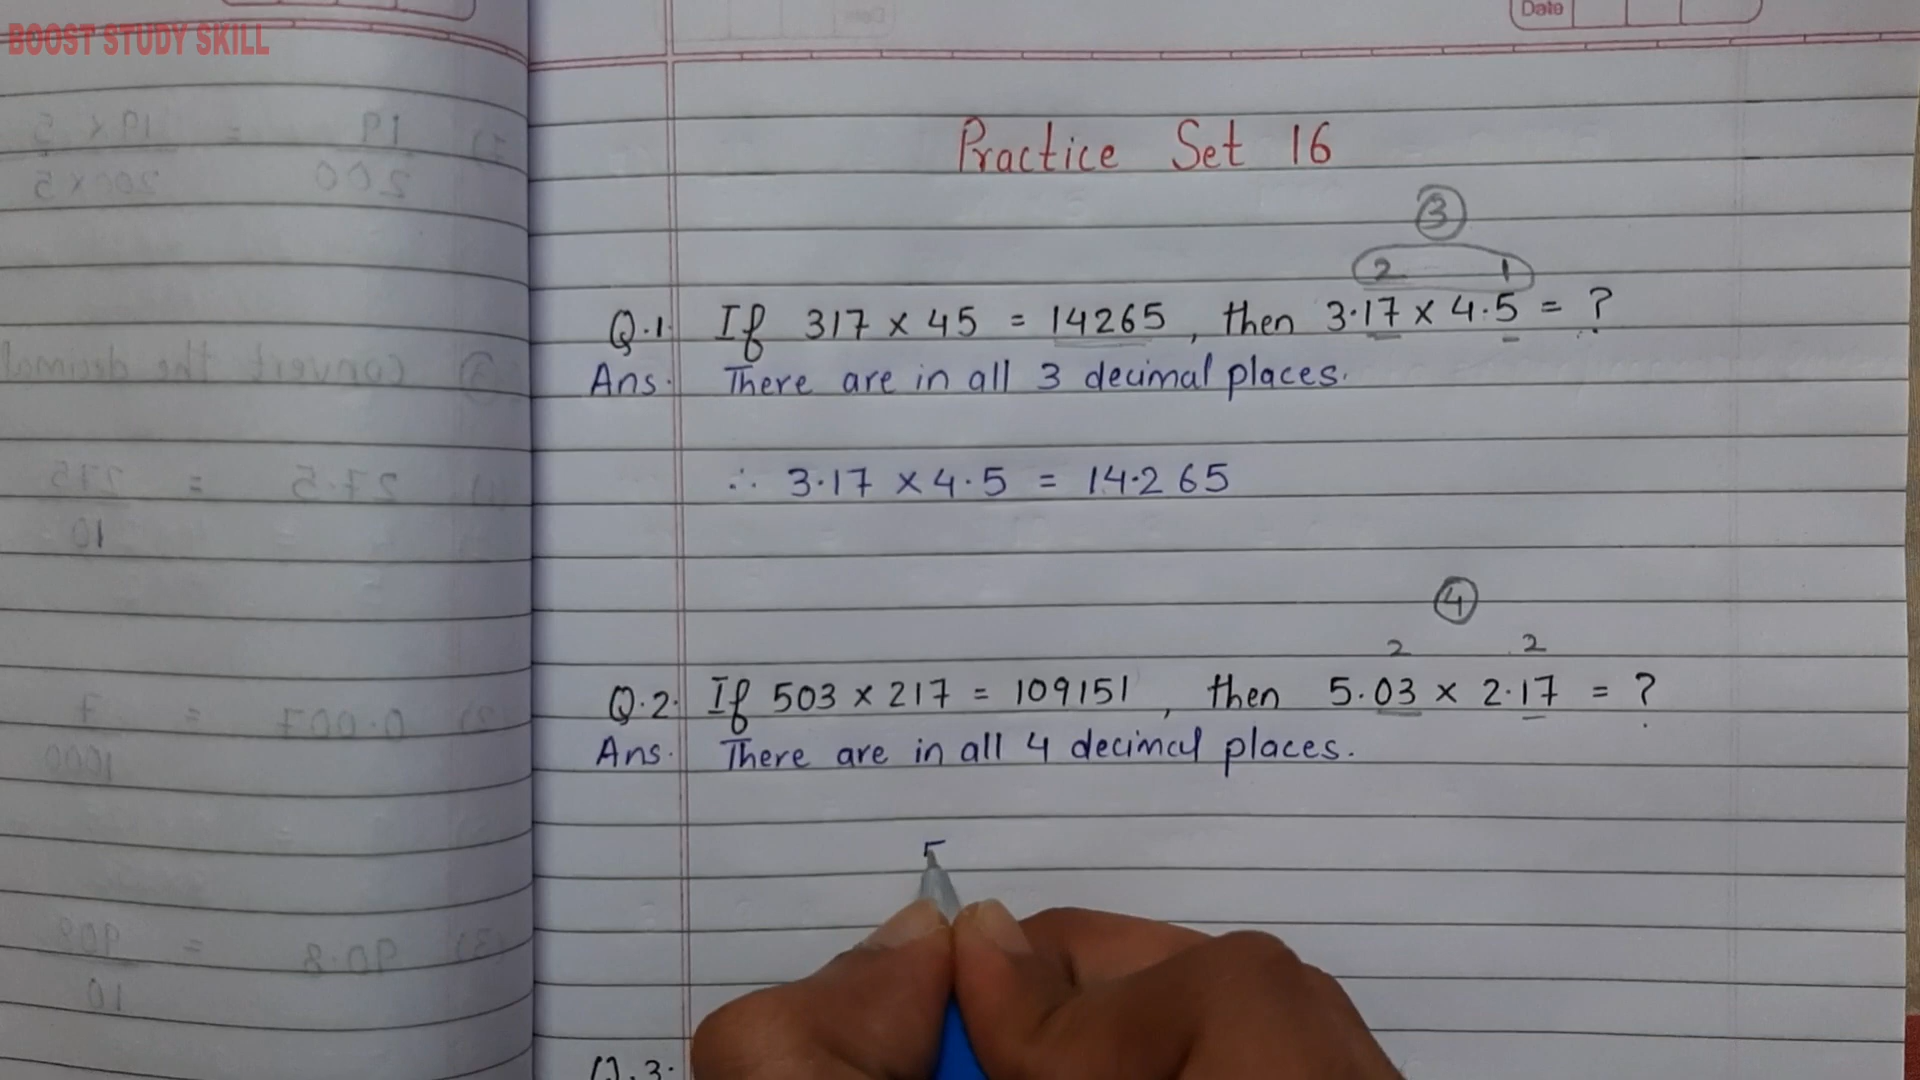 BOOST STUDY SKILL
Date
Practice Set 16
3
2 1
Q.1. If 317 × 45 = 14265, then 3.17 × 4.5 = ?
Ans. There are in all 3 decimal places.
∴ 3.17 × 4.5 = 14.265
4
2 2
Q.2. If 503 × 217 = 109151, then 5.03 × 2.17 = ?
Ans. There are in all 4 decimal places.
5
Q.3.